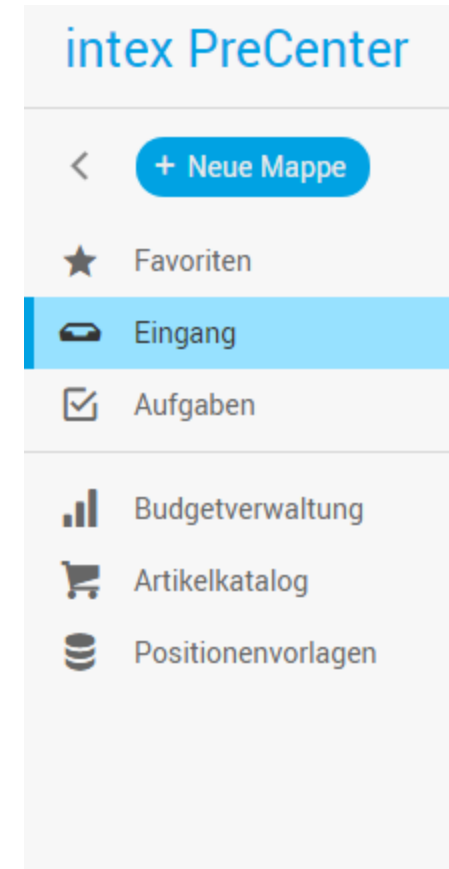 intex PreCenter
+ Neue Mappe
Favoriten
Eingang
Aufgaben
Budgetverwaltung
Artikelkatalog
Positionenvorlagen